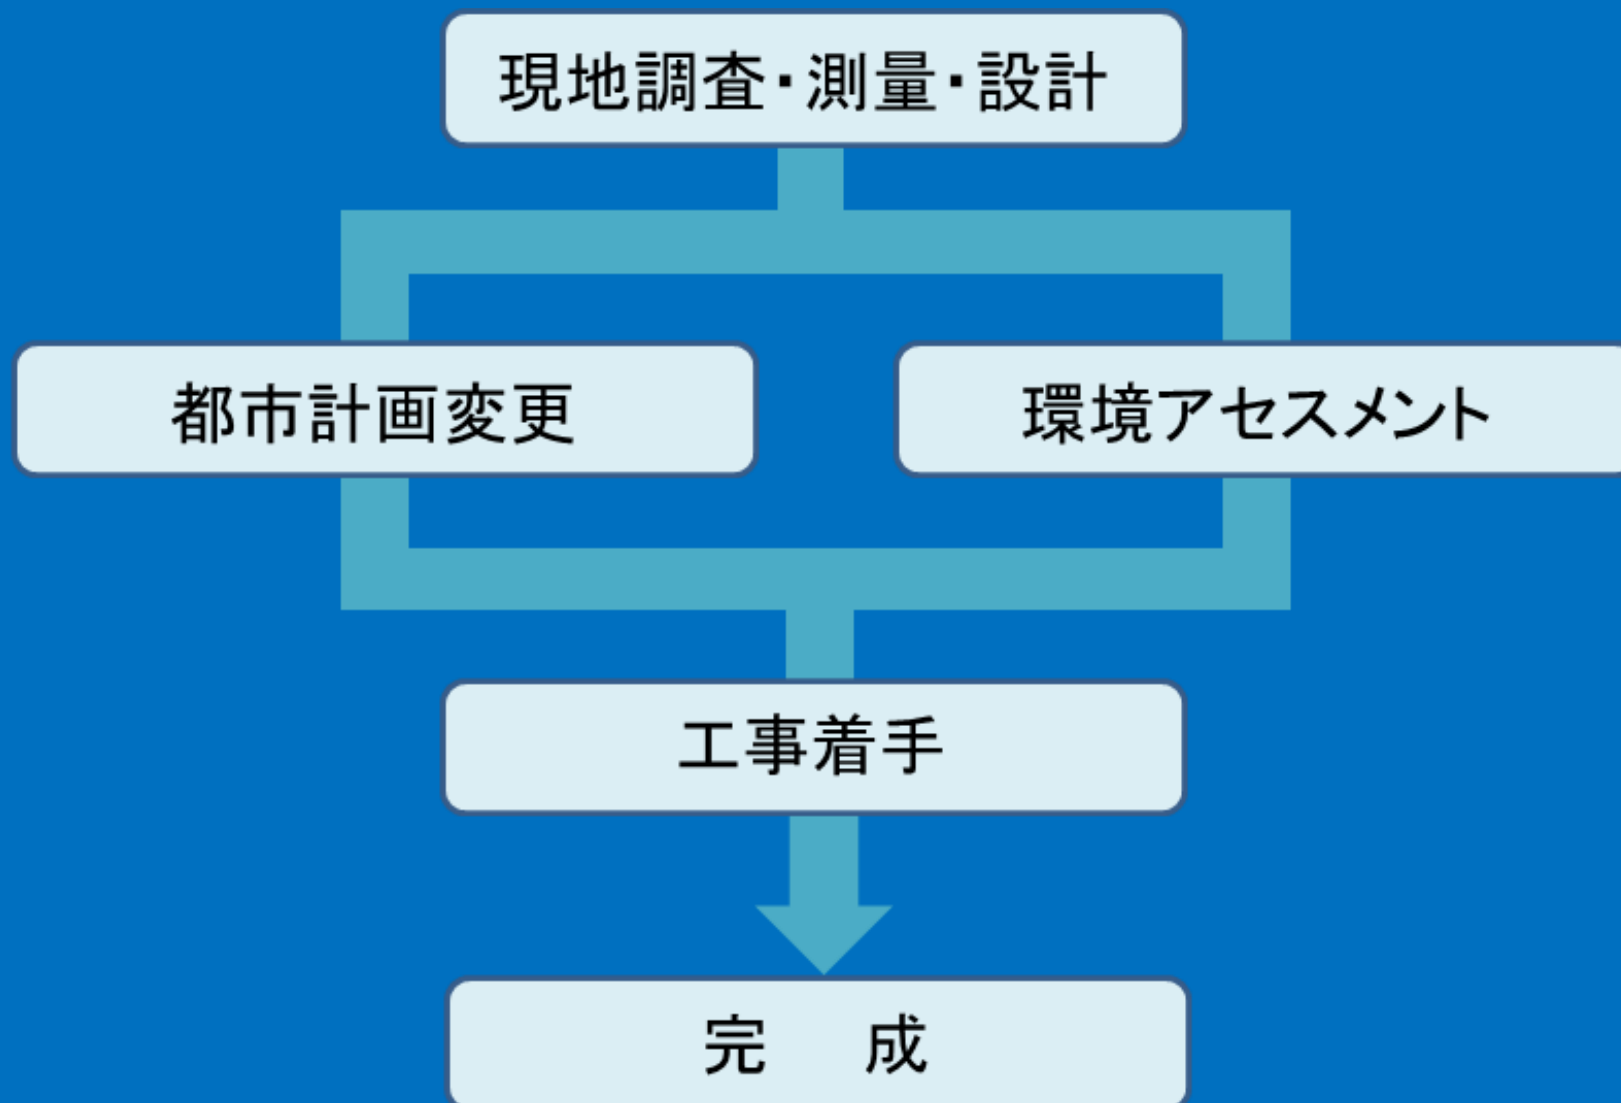 現地調査・測量・設計
都市計画変更
環境アセスメント
工事着手
完　成